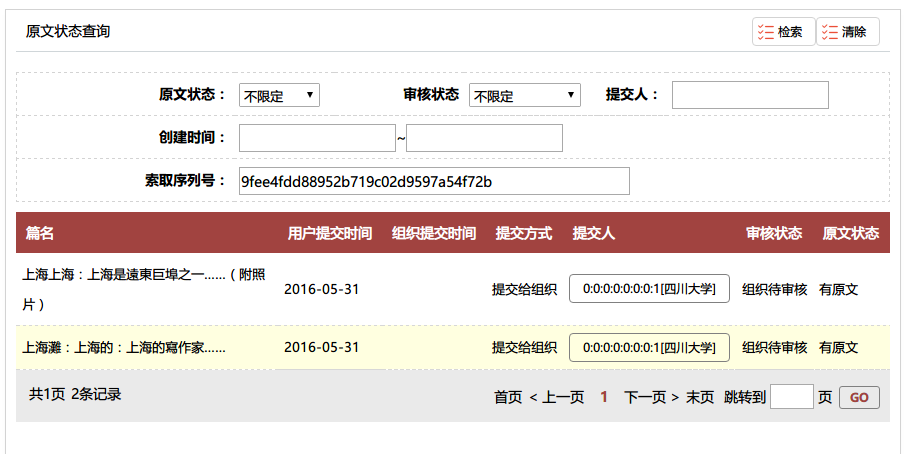 原文状态查询 检索 清除
原文状态： 不限定 审核状态 不限定 提交人：
创建时间： ~
索取序列号： 9fee4fdd88952b719c02d9597a54f72b
篇名 用户提交时间 组织提交时间 提交方式 提交人 审核状态 原文状态
上海上海：上海是遠東巨埠之一……（附照
片） 2016-05-31 提交给组织 0:0:0:0:0:0:0:1[四川大学] 组织待审核 有原文
上海灘：上海的：上海的寫作家…… 2016-05-31 提交给组织 0:0:0:0:0:0:0:1[四川大学] 组织待审核 有原文
共1页 2条记录 首页 < 上一页 1 下一页 > 末页 跳转到 页 GO